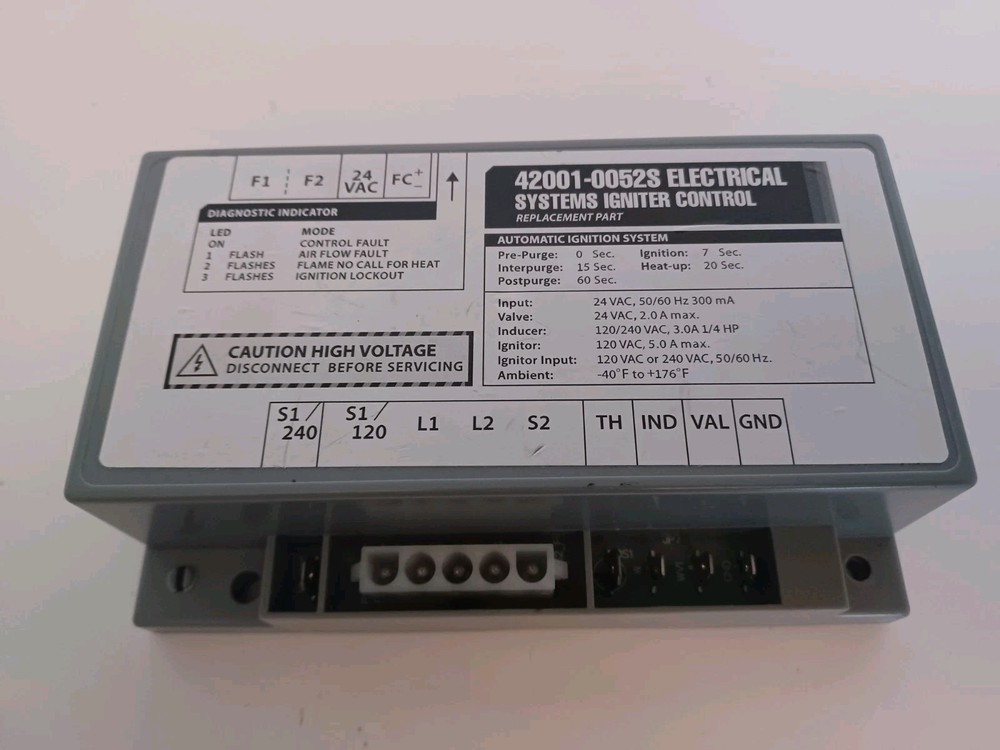 F1 F2 24 VAC FC + -
DIAGNOSTIC INDICATOR
LED MODE
ON CONTROL FAULT
1 FLASH AIR FLOW FAULT
2 FLASHES FLAME NO CALL FOR HEAT
3 FLASHES IGNITION LOCKOUT
42001-0052S ELECTRICAL
SYSTEMS IGNITER CONTROL
REPLACEMENT PART
AUTOMATIC IGNITION SYSTEM
Pre-Purge: 0 Sec. Ignition: 7 Sec.
Interpurge: 15 Sec. Heat-up: 20 Sec.
Postpurge: 60 Sec.
Input: 24 VAC, 50/60 Hz 300 mA
Valve: 24 VAC, 2.0 A max.
Inducer: 120/240 VAC, 3.0A 1/4 HP
Ignitor: 120 VAC, 5.0 A max.
Ignitor Input: 120 VAC or 240 VAC, 50/60 Hz.
Ambient: -40°F to +176°F
CAUTION HIGH VOLTAGE
DISCONNECT BEFORE SERVICING
S1/240 S1/120 L1 L2 S2 TH IND VAL GND